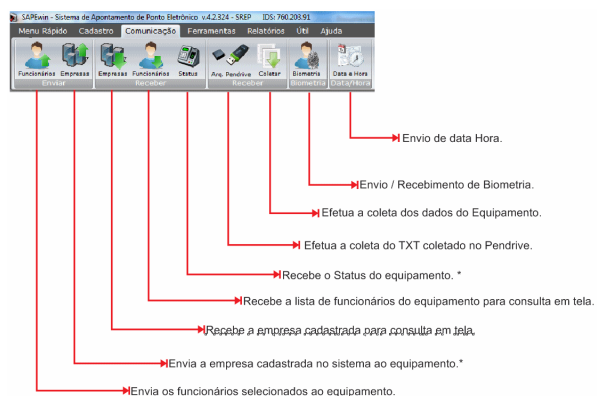 SAPEwin - Sistema de Apontamento de Ponto Eletrônico v.4.2.324 - SREP IDS: 760.203.91
Menu Rápido Cadastro Comunicação Ferramentas Relatórios Útil Ajuda
Funcionários Empresas Empresas Funcionários Status Arq. Pendrive Coletar Biometria Data e Hora
Enviar Receber Receber Biometria Data/Hora
Envio de data Hora.
Envio / Recebimento de Biometria.
Efetua a coleta dos dados do Equipamento.
Efetua a coleta do TXT coletado no Pendrive.
Recebe o Status do equipamento. *
Recebe a lista de funcionários do equipamento para consulta em tela.
Recebe a empresa cadastrada para consulta em tela.
Envia a empresa cadastrada no sistema ao equipamento.*
Envia os funcionários selecionados ao equipamento.